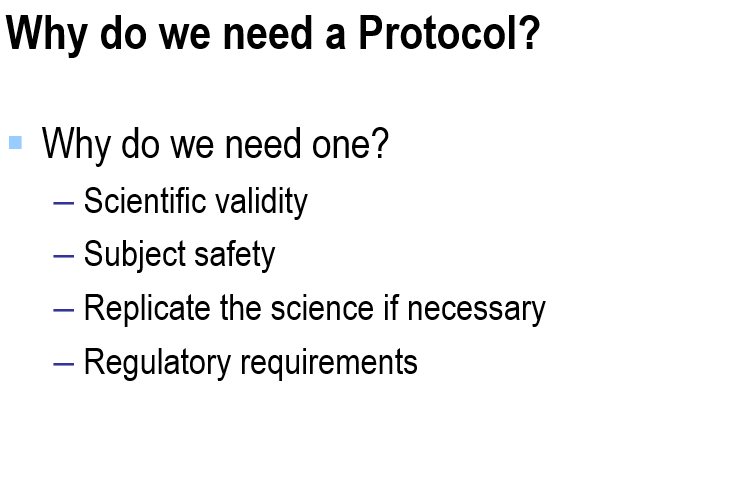 Why do we need a Protocol?
Why do we need one?
– Scientific validity
– Subject safety
– Replicate the science if necessary
– Regulatory requirements